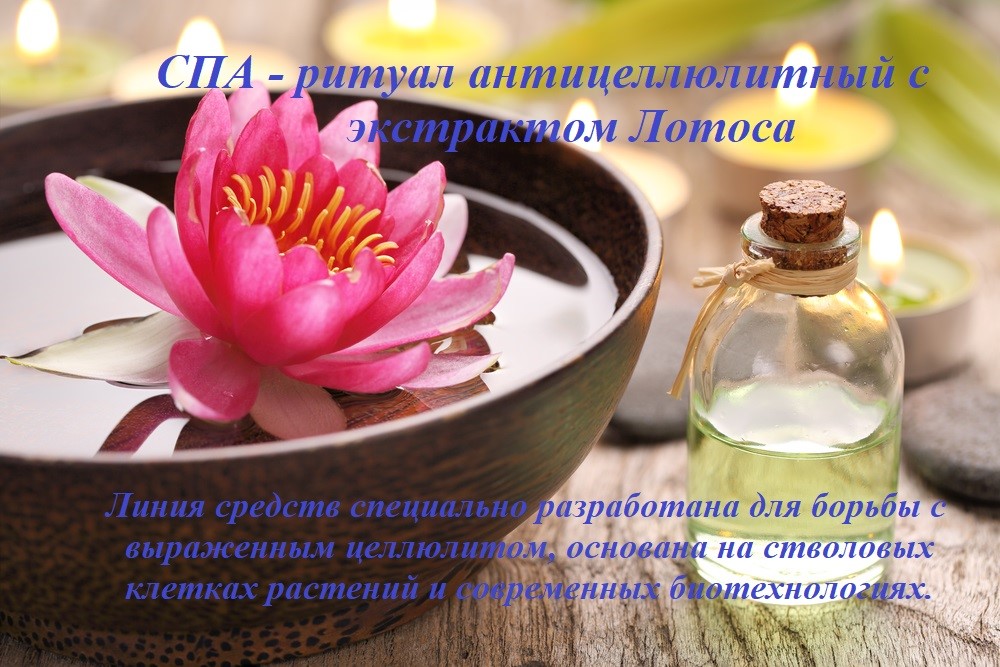 СПА - ритуал антицеллюлитный с
экстрактом Лотоса
Линия средств специально разработана для борьбы с
выраженным целлюлитом, основана на стволовых
клетках растений и современных биотехнологиях.